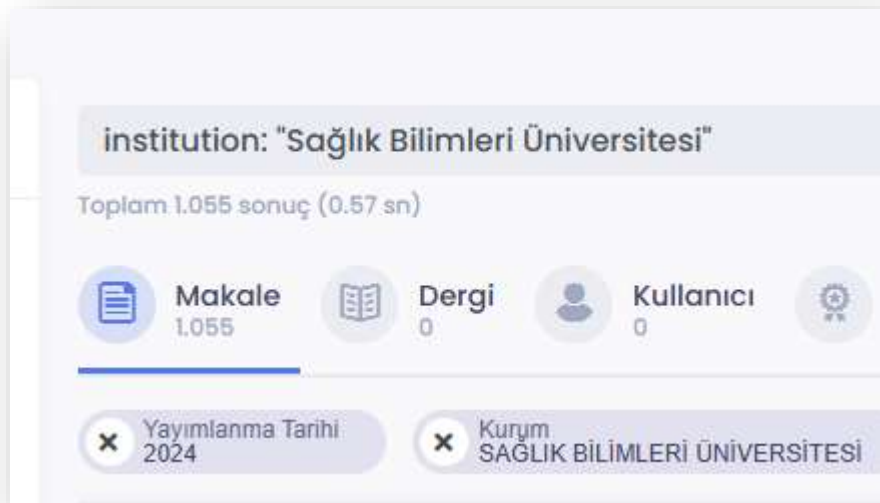 institution: "Sağlık Bilimleri Üniversitesi"
Toplam 1.055 sonuç (0.57 sn)
Makale Dergi Kullanıcı
1.055 0 0
Yayımlanma Tarihi Kurum
2024 SAĞLIK BİLİMLERİ ÜNİVERSİTESİ